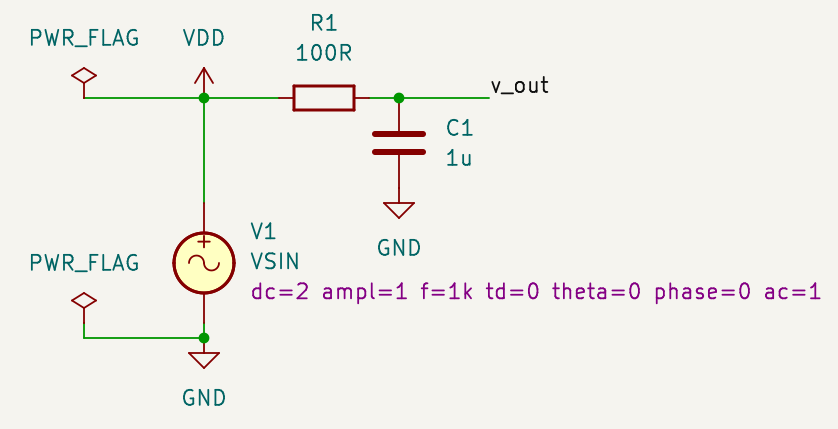 PWR_FLAG
VDD
R1
100R
v_out
C1
1u
GND
PWR_FLAG
V1
VSIN
dc=2 ampl=1 f=1k td=0 theta=0 phase=0 ac=1
GND